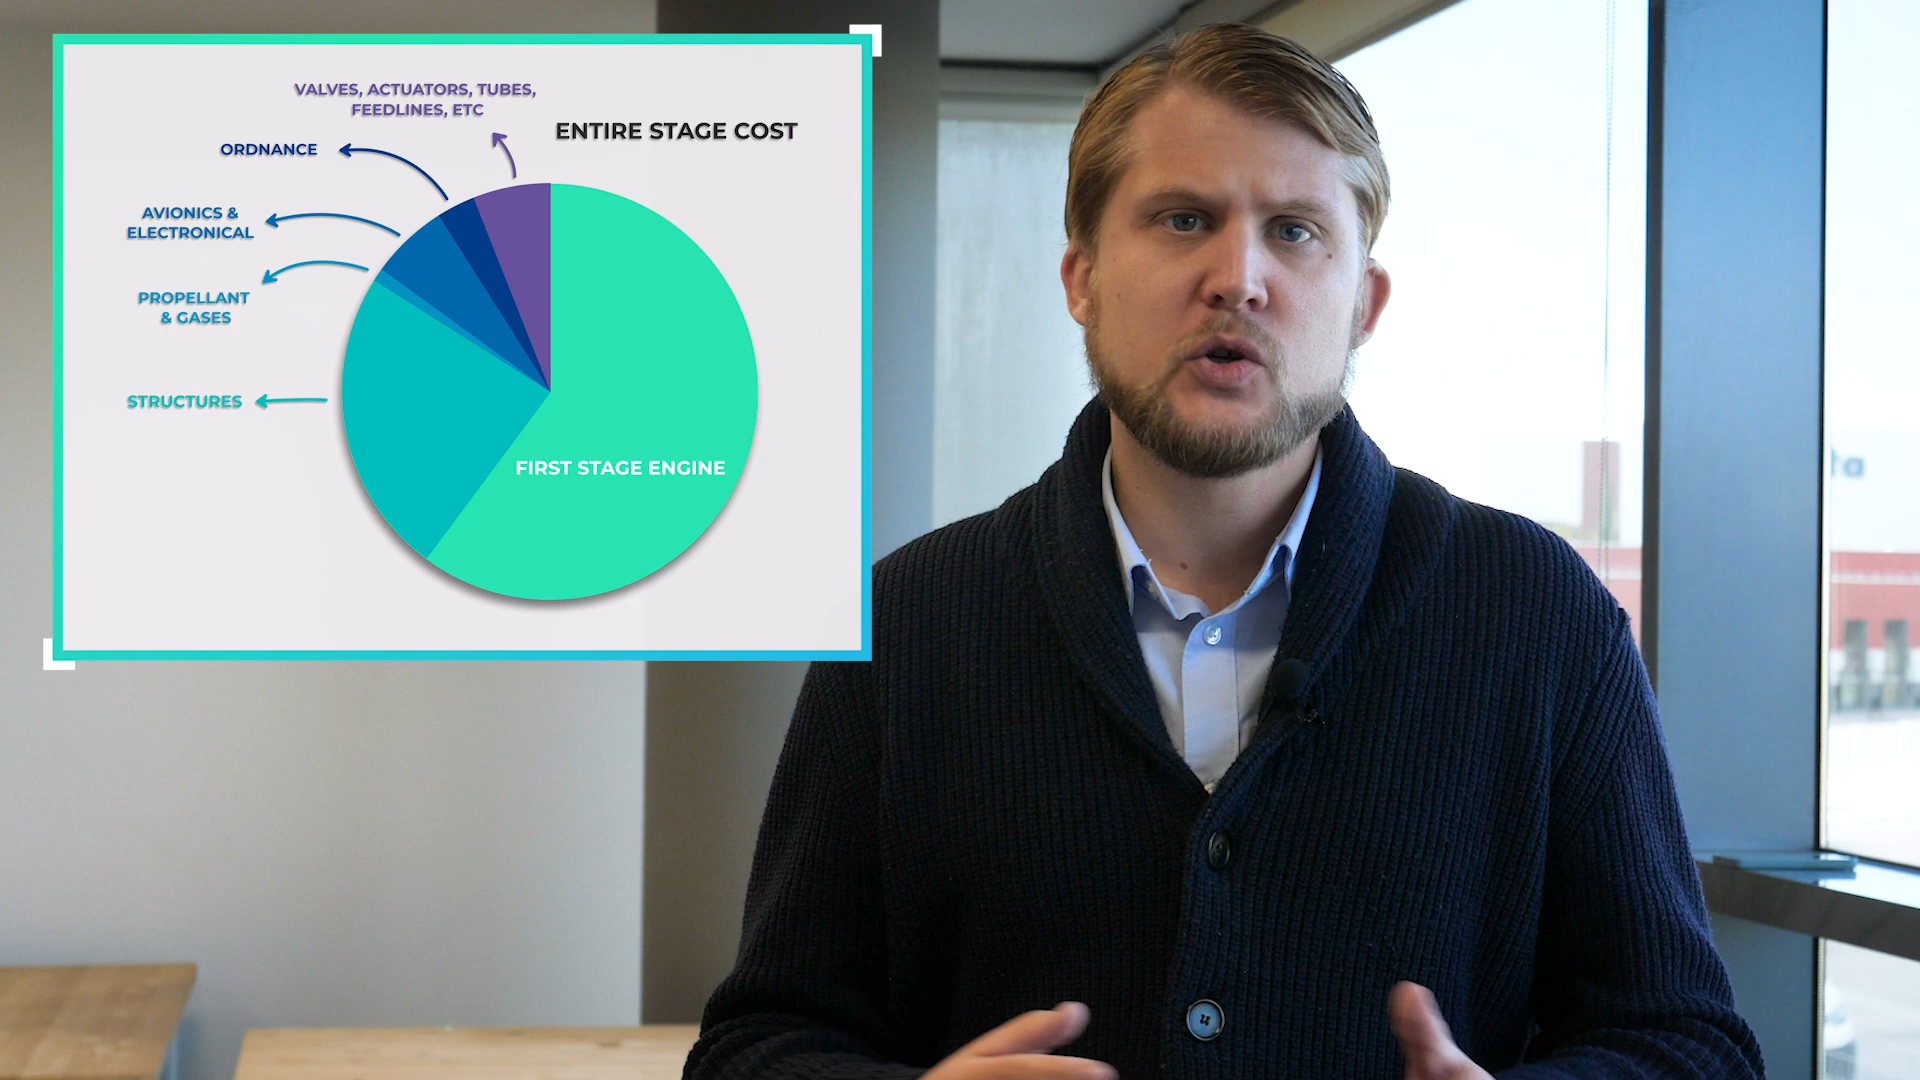 VALVES, ACTUATORS, TUBES,
FEEDLINES, ETC
ENTIRE STAGE COST
ORDNANCE
AVIONICS &
ELECTRONICAL
PROPELLANT
& GASES
STRUCTURES
FIRST STAGE ENGINE